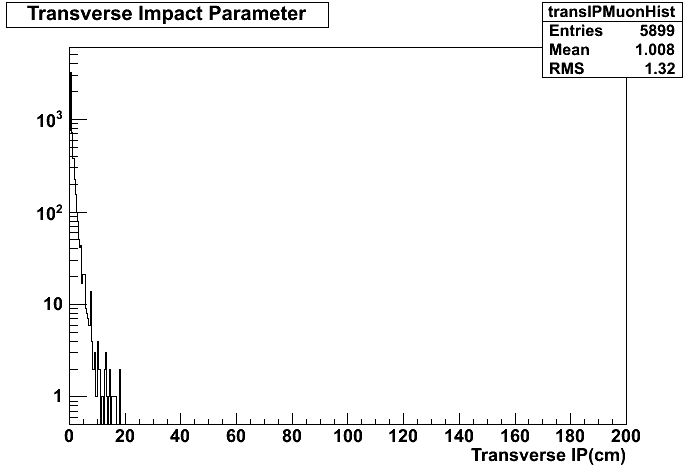 Transverse Impact Parameter
transIPMuonHist
Entries 5899
Mean 1.008
RMS 1.32
10³
10²
10
1
0 20 40 60 80 100 120 140 160 180 200
Transverse IP(cm)